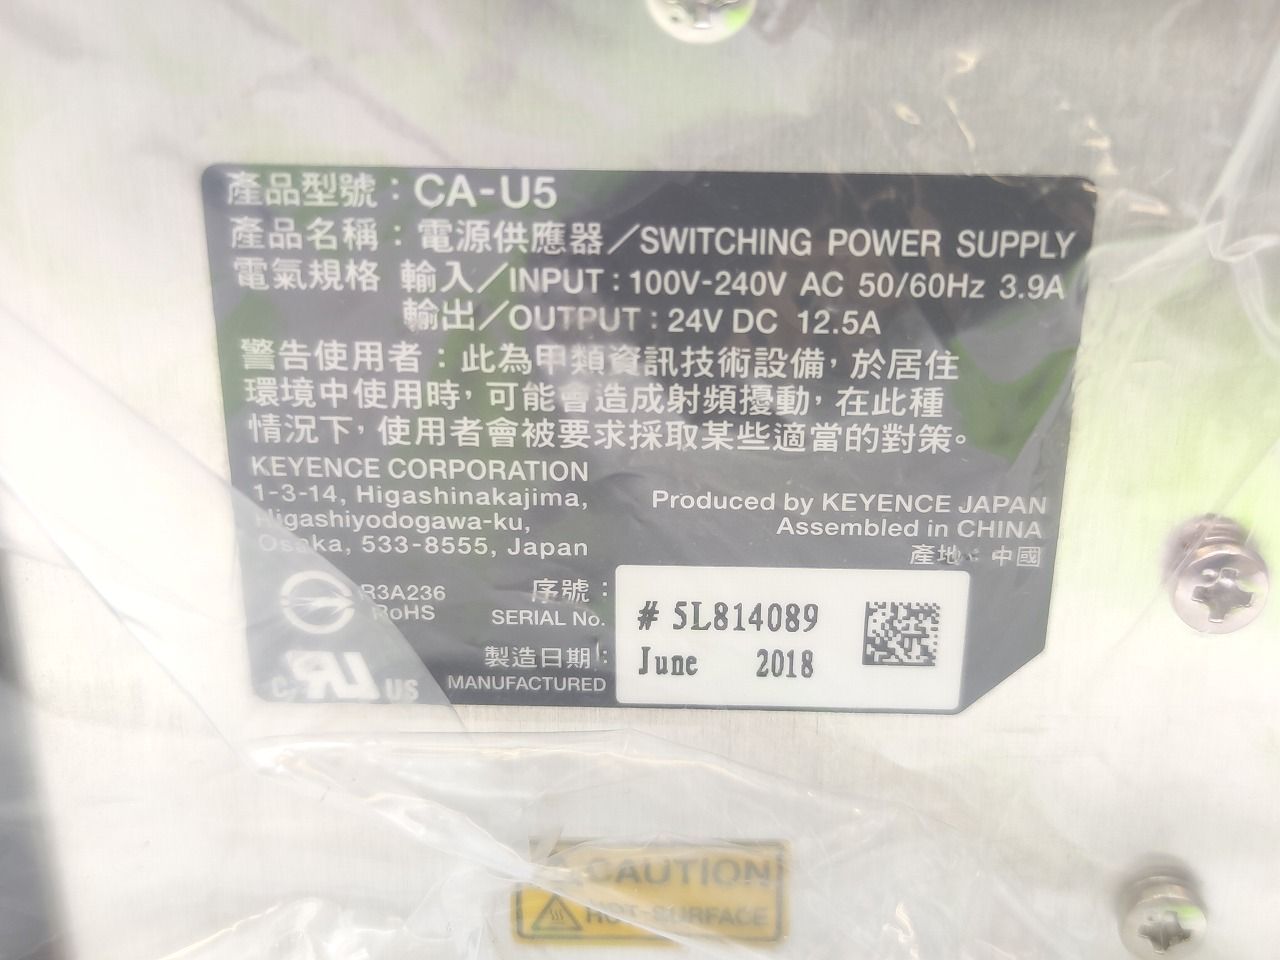 產品型號：CA-U5
產品名稱：電源供應器／SWITCHING POWER SUPPLY
電氣規格 輸入／INPUT：100V-240V AC 50/60Hz 3.9A
輸出／OUTPUT：24V DC 12.5A
警告使用者：此為甲類資訊技術設備，於居住
環境中使用時，可能會造成射頻擾動，在此種
情況下，使用者會被要求採取某些適當的對策。
KEYENCE CORPORATION
1-3-14, Higashinakajima,
Higashiyodogawa-ku,
Osaka, 533-8555, Japan
Produced by KEYENCE JAPAN
Assembled in CHINA
產地：中國
R3A236
RoHS
序號：
SERIAL No.
# 5L814089
製造日期：
MANUFACTURED
June 2018
C UL US
CAUTION
HOT SURFACE